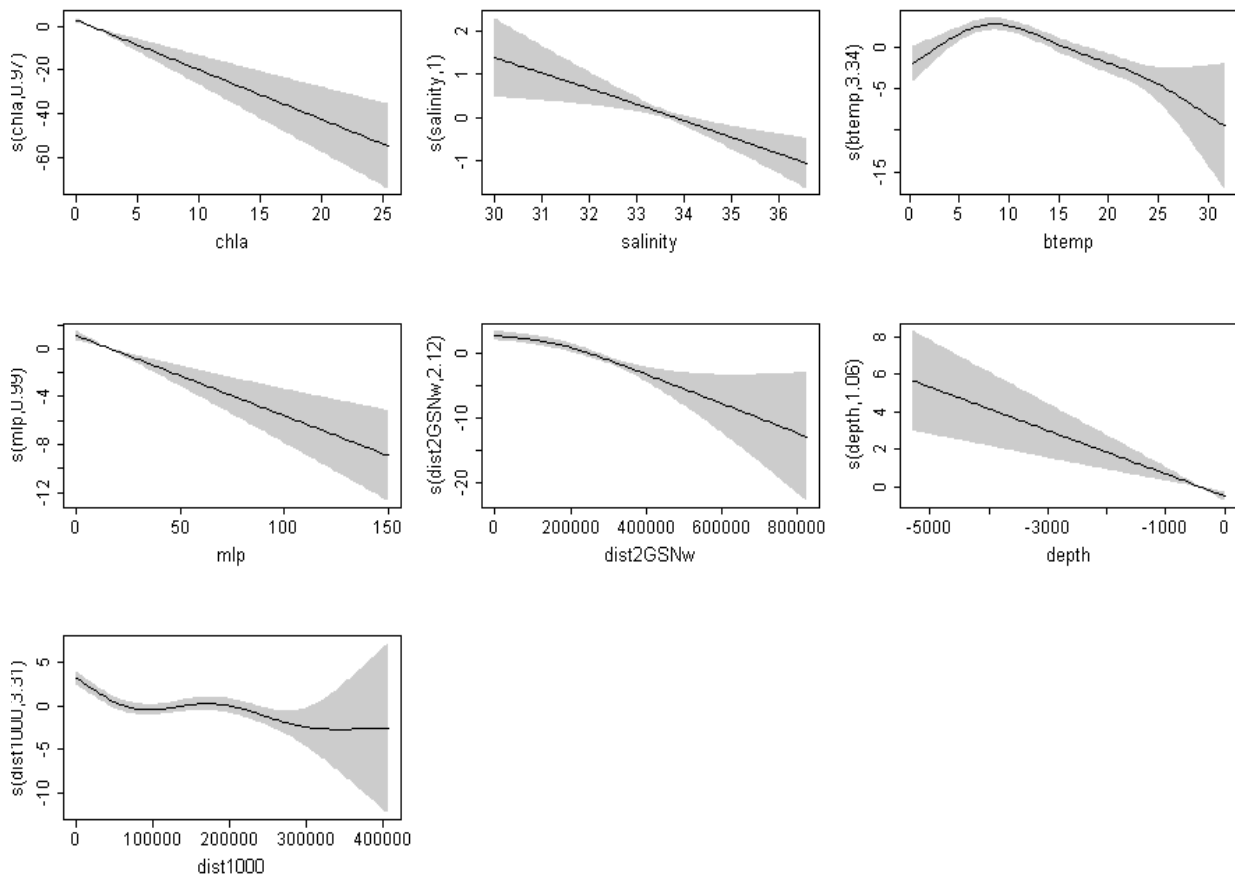 s(chla,0.97)
0
-20
-40
-60
0 5 10 15 20 25
chla
s(salinity,1)
2
1
0
-1
30 31 32 33 34 35 36
salinity
s(btemp,3.34)
0
-5
-15
0 5 10 15 20 25 30
btemp
s(mlp,0.99)
0
-4
-8
-12
0 50 100 150
mlp
s(dist2GSNw,2.12)
0
-10
-20
0 200000 400000 600000 800000
dist2GSNw
s(depth,1.06)
8
6
4
2
0
-5000 -3000 -1000 0
depth
s(dist1000,3.31)
5
0
-5
-10
0 100000 200000 300000 400000
dist1000